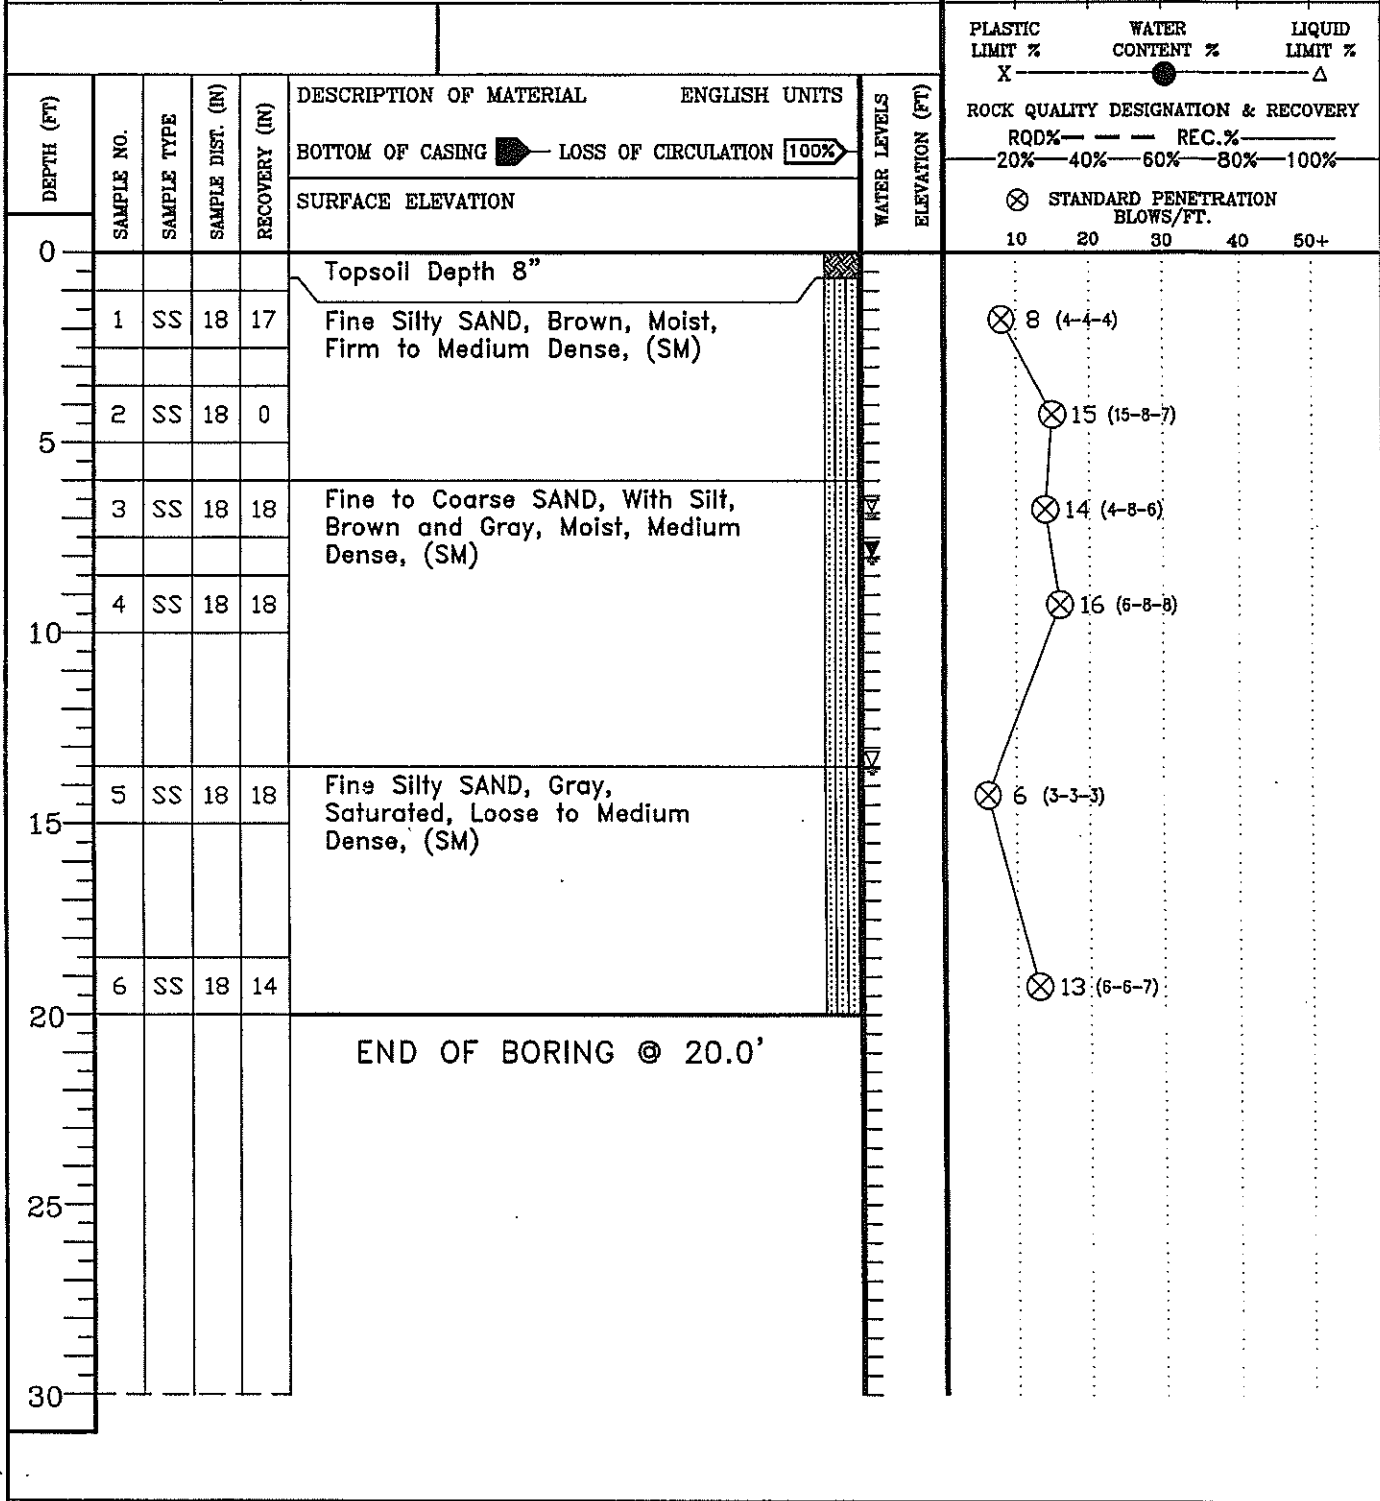 PLASTIC LIMIT %
WATER CONTENT %
LIQUID LIMIT %
X
Δ
ROCK QUALITY DESIGNATION & RECOVERY
RQD% REC.%
20% 40% 60% 80% 100%
STANDARD PENETRATION
BLOWS/FT.
10 20 30 40 50+
DEPTH (FT)
SAMPLE NO.
SAMPLE TYPE
SAMPLE DIST. (IN)
RECOVERY (IN)
DESCRIPTION OF MATERIAL ENGLISH UNITS
BOTTOM OF CASING LOSS OF CIRCULATION 100%
SURFACE ELEVATION
WATER LEVELS
ELEVATION (FT)
0
Topsoil Depth 8"
1 SS 18 17 Fine Silty SAND, Brown, Moist, 8 (4-4-4)
Firm to Medium Dense, (SM)
2 SS 18 0 15 (15-8-7)
5
3 SS 18 18 Fine to Coarse SAND, With Silt, 14 (4-8-6)
Brown and Gray, Moist, Medium
Dense, (SM)
4 SS 18 18 16 (6-8-8)
10
5 SS 18 18 Fine Silty SAND, Gray, 6 (3-3-3)
Saturated, Loose to Medium
15
Dense, (SM)
6 SS 18 14 13 (6-6-7)
20
END OF BORING @ 20.0'
25
30